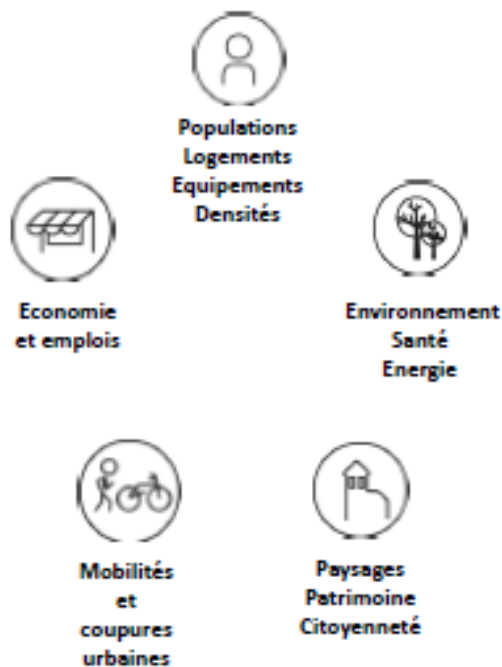 Populations
Logements
Equipements
Densités
Economie
et emplois
Environnement
Santé
Energie
Mobilités
et
coupures
urbaines
Paysages
Patrimoine
Citoyenneté